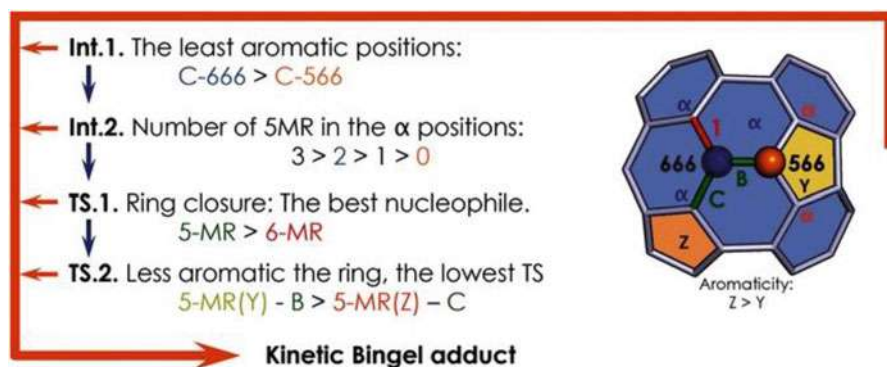 Int.1. The least aromatic positions:
C-666 > C-566
Int.2. Number of 5MR in the α positions:
3 > 2 > 1 > 0
TS.1. Ring closure: The best nucleophile.
5-MR > 6-MR
TS.2. Less aromatic the ring, the lowest TS
5-MR(Y) - B > 5-MR(Z) – C
Kinetic Bingel adduct
α
α
1
α
666
566
B
Y
α
C
α
Z
Aromaticity:
Z > Y